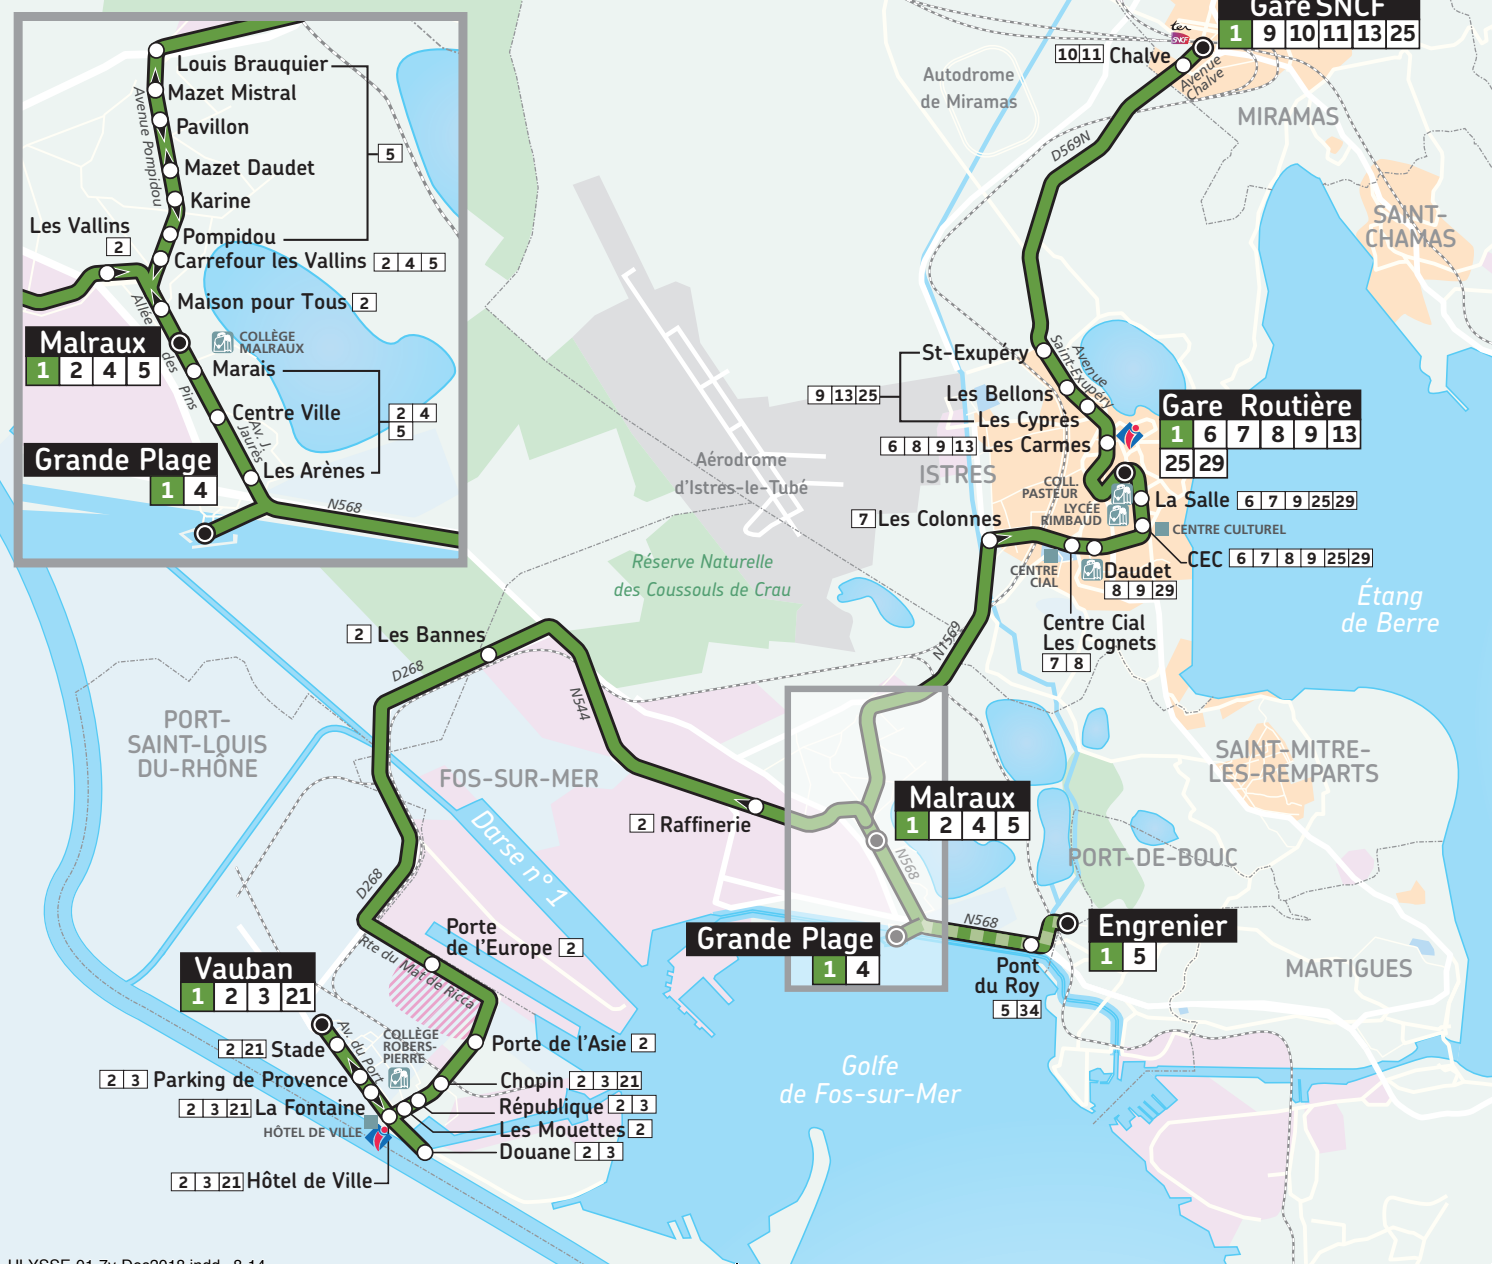 Louis Brauquier
Mazet Mistral
Pavillon
5
Mazet Daudet
Karine
Avenue Pompidou
Les Vallins
2
Pompidou
Carrefour les Vallins 2 4 5
Maison pour Tous 2
Allée des Pins
Malraux
1 2 4 5
COLLÈGE
MALRAUX
Marais
Centre Ville
2 4
5
Av. J.
Jaurès
Grande Plage
1 4
Les Arènes
N568
Gare SNCF
1 9 10 11 13 25
ter
SNCF
10 11 Chalve
Avenue
Chalve
Autodrome
de Miramas
MIRAMAS
D569N
SAINT-
CHAMAS
St-Exupéry
Avenue
Saint-Exupéry
9 13 25
Les Bellons
Les Cyprès
6 8 9 13 Les Carmes
Gare Routière
1 6 7 8 9 13
25 29
ISTRES
Aérodrome
d'Istres-le-Tubé
COLL.
PASTEUR
LYCÉE
RIMBAUD
La Salle 6 7 9 25 29
7 Les Colonnes
CENTRE CULTUREL
CEC 6 7 8 9 25 29
CENTRE
CIAL
Daudet
8 9 29
Réserve Naturelle
des Coussouls de Crau
Étang
de Berre
Centre Cial
Les Cognets
7 8
N1569
2 Les Bannes
D268
N544
PORT-
SAINT-LOUIS
DU-RHÔNE
FOS-SUR-MER
SAINT-MITRE-
LES-REMPARTS
Malraux
1 2 4 5
2 Raffinerie
Darse n° 1
N568
PORT-DE-BOUC
D268
Porte
de l'Europe 2
Rte du Mat de Ricca
Grande Plage
1 4
N568
Engrenier
1 5
Pont
du Roy
5 34
MARTIGUES
Vauban
1 2 3 21
Av. du Port
COLLÈGE
ROBERS-
PIERRE
2 21 Stade
Porte de l'Asie 2
2 3 Parking de Provence
Chopin 2 3 21
2 3 21 La Fontaine
République 2 3
HÔTEL DE VILLE
Les Mouettes 2
Douane 2 3
2 3 21 Hôtel de Ville
Golfe
de Fos-sur-Mer